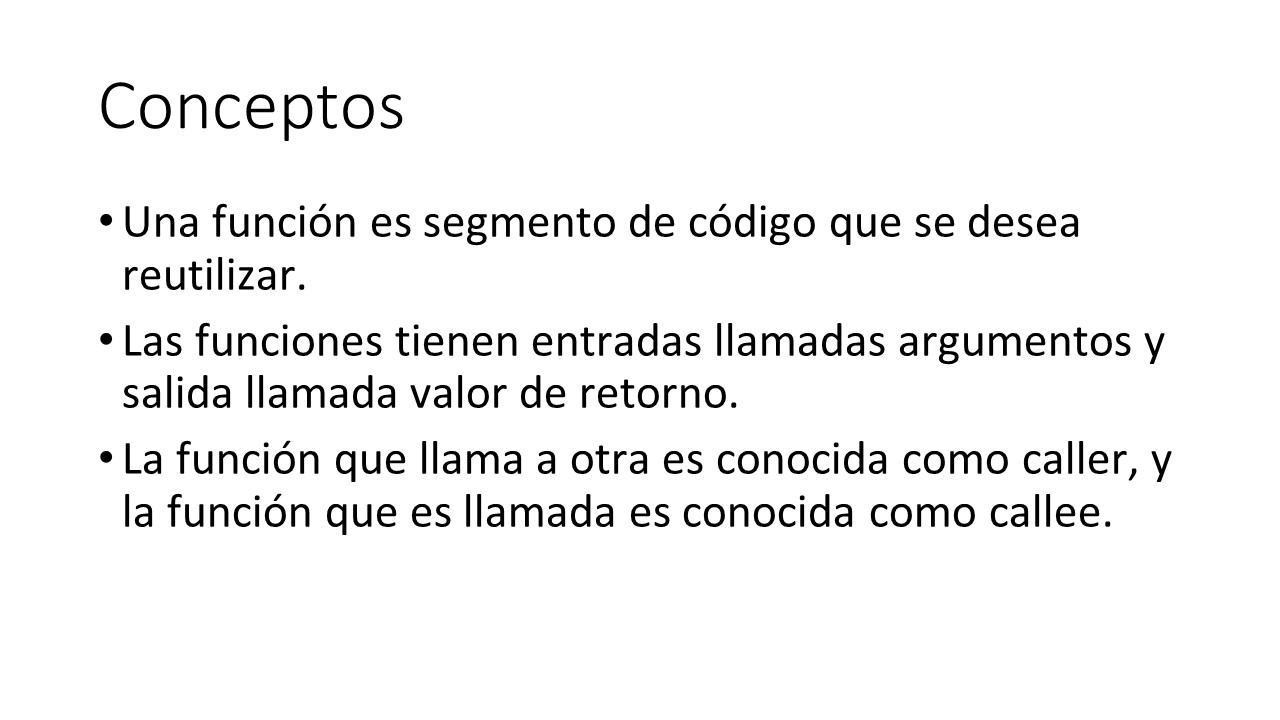 Conceptos
• Una función es segmento de código que se desea
reutilizar.
• Las funciones tienen entradas llamadas argumentos y
salida llamada valor de retorno.
• La función que llama a otra es conocida como caller, y
la función que es llamada es conocida como callee.